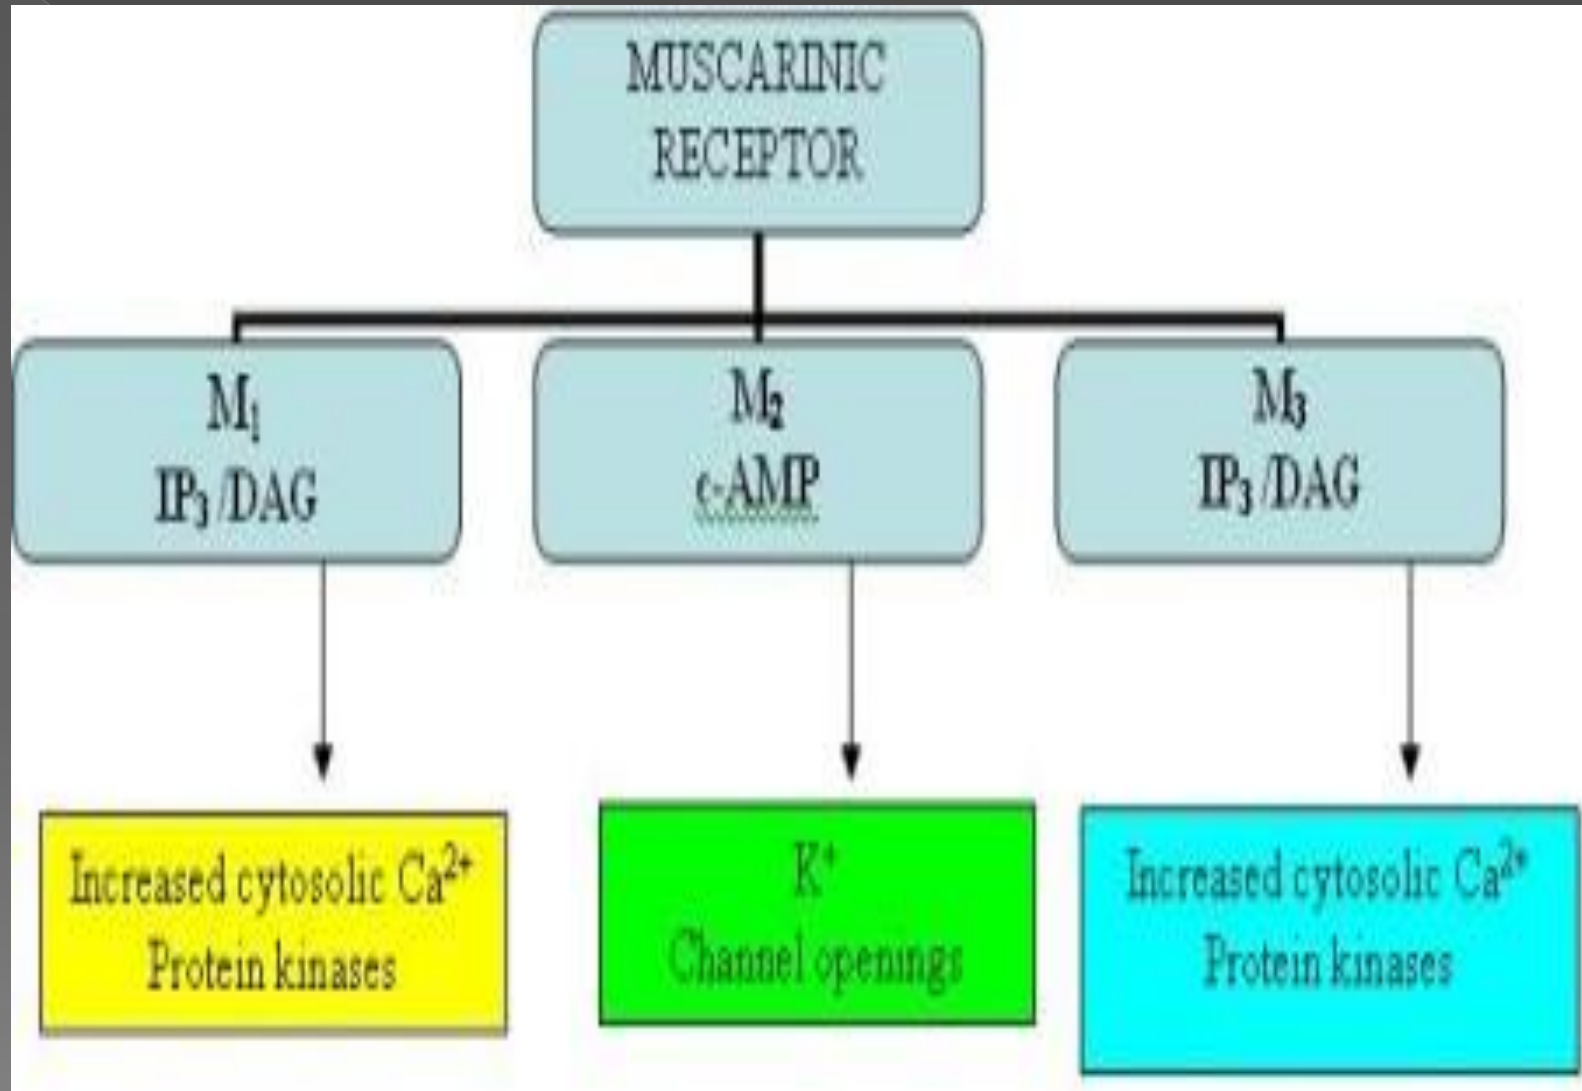 MUSCARINIC
RECEPTOR
M₁
IP₃ /DAG
M₂
c-AMP
M₃
IP₃ /DAG
Increased cytosolic Ca²⁺
Protein kinases
K⁺
Channel openings
Increased cytosolic Ca²⁺
Protein kinases